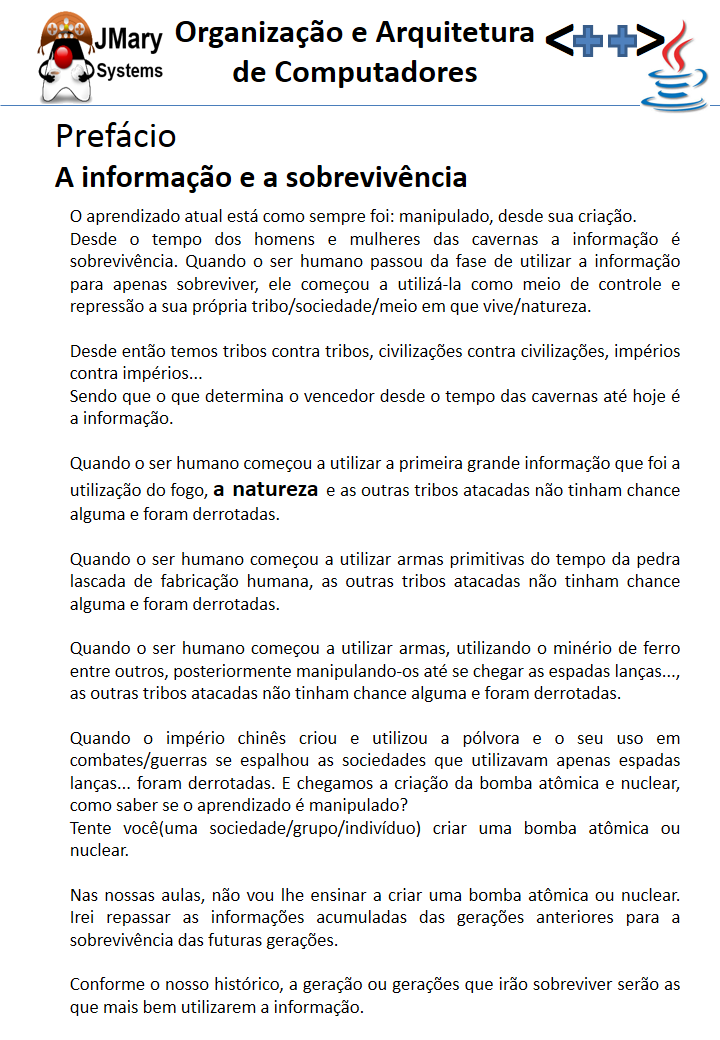 JMary
Systems
Organização e Arquitetura
de Computadores
<++>
Prefácio
A informação e a sobrevivência
O aprendizado atual está como sempre foi: manipulado, desde sua criação.
Desde o tempo dos homens e mulheres das cavernas a informação é
sobrevivência. Quando o ser humano passou da fase de utilizar a informação
para apenas sobreviver, ele começou a utilizá-la como meio de controle e
repressão a sua própria tribo/sociedade/meio em que vive/natureza.
Desde então temos tribos contra tribos, civilizações contra civilizações, impérios
contra impérios...
Sendo que o que determina o vencedor desde o tempo das cavernas até hoje é
a informação.
Quando o ser humano começou a utilizar a primeira grande informação que foi a
utilização do fogo, a natureza e as outras tribos atacadas não tinham chance
alguma e foram derrotadas.
Quando o ser humano começou a utilizar armas primitivas do tempo da pedra
lascada de fabricação humana, as outras tribos atacadas não tinham chance
alguma e foram derrotadas.
Quando o ser humano começou a utilizar armas, utilizando o minério de ferro
entre outros, posteriormente manipulando-os até se chegar as espadas lanças...,
as outras tribos atacadas não tinham chance alguma e foram derrotadas.
Quando o império chinês criou e utilizou a pólvora e o seu uso em
combates/guerras se espalhou as sociedades que utilizavam apenas espadas
lanças... foram derrotadas. E chegamos a criação da bomba atômica e nuclear,
como saber se o aprendizado é manipulado?
Tente você(uma sociedade/grupo/indivíduo) criar uma bomba atômica ou
nuclear.
Nas nossas aulas, não vou lhe ensinar a criar uma bomba atômica ou nuclear.
Irei repassar as informações acumuladas das gerações anteriores para a
sobrevivência das futuras gerações.
Conforme o nosso histórico, a geração ou gerações que irão sobreviver serão as
que mais bem utilizarem a informação.